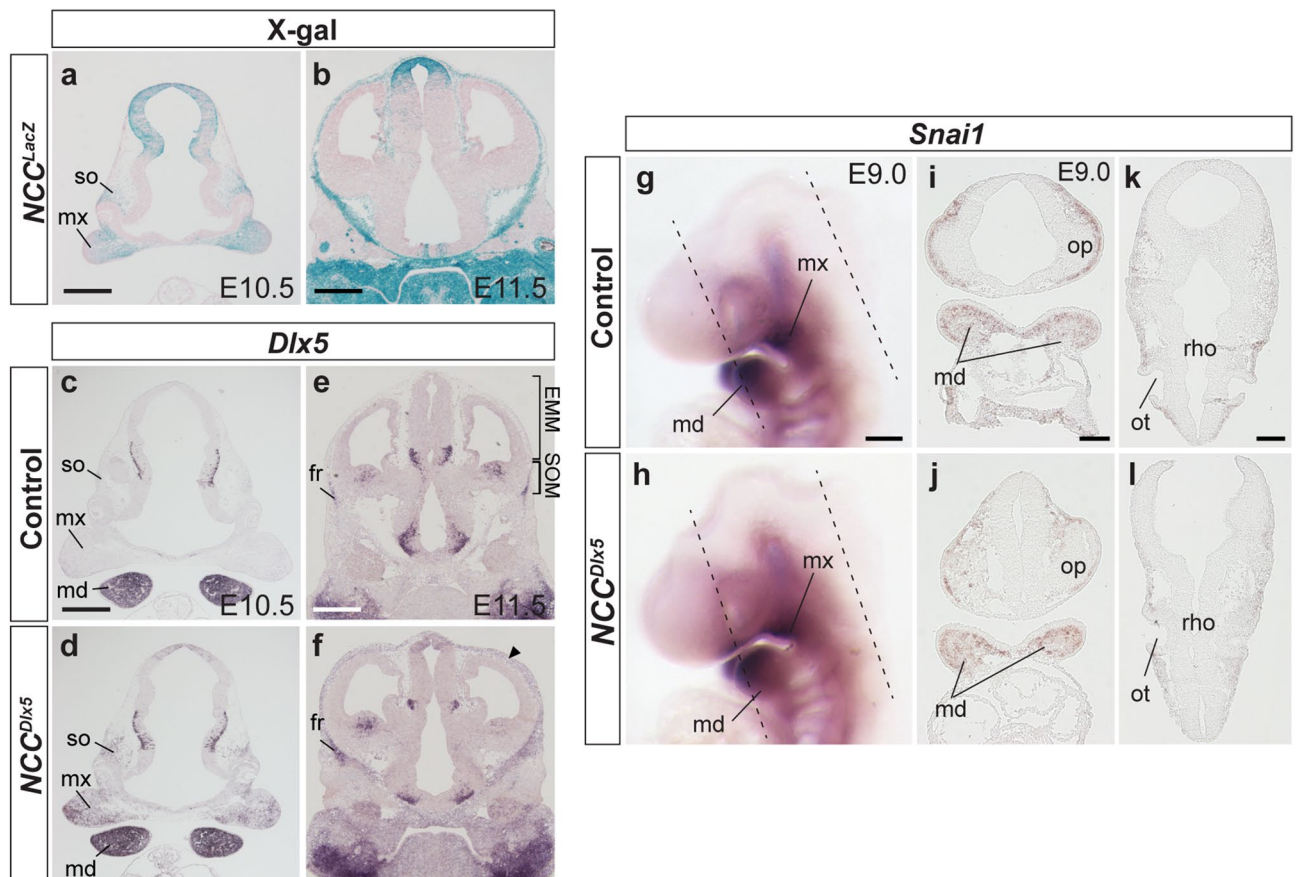 X-gal
NCC^LacZ
a
so
mx
E10.5
b
E11.5
Dlx5
Control
c
so
mx
md
E10.5
e
EMM
SOM
fr
E11.5
NCC^Dlx5
d
so
mx
md
f
fr
Snai1
Control
g
E9.0
mx
md
i
E9.0
op
md
k
rho
ot
NCC^Dlx5
h
mx
md
j
op
md
l
rho
ot